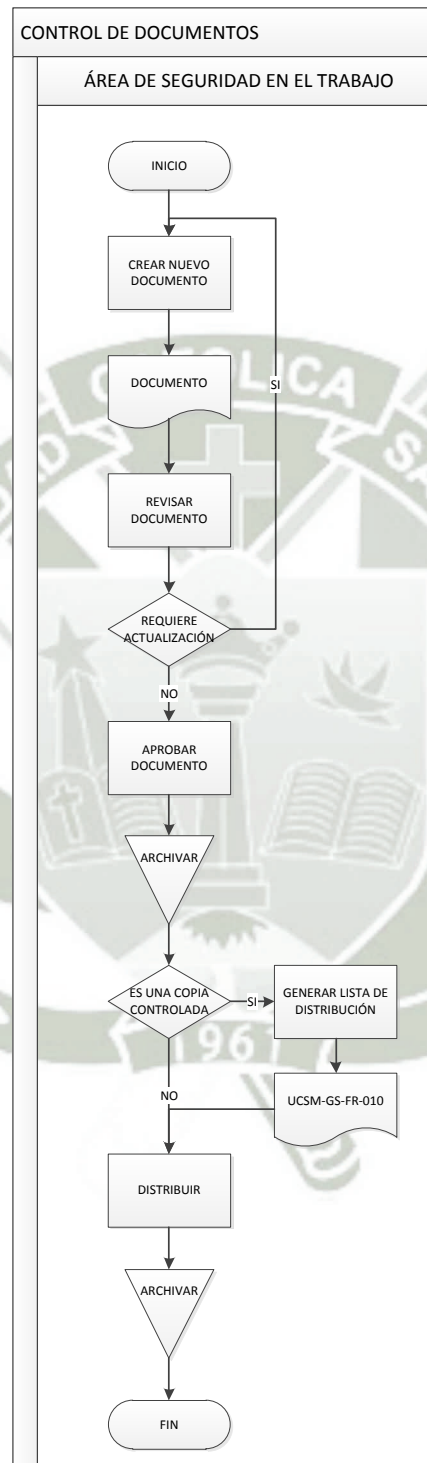 CONTROL DE DOCUMENTOS
ÁREA DE SEGURIDAD EN EL TRABAJO
INICIO
CREAR NUEVO
DOCUMENTO
DOCUMENTO
CATOLICA
SI
REVISAR
DOCUMENTO
REQUIERE
ACTUALIZACIÓN
NO
APROBAR
DOCUMENTO
ARCHIVAR
ES UNA COPIA
CONTROLADA
SI
GENERAR LISTA DE
DISTRIBUCIÓN
196
NO
UCSM-GS-FR-010
DISTRIBUIR
ARCHIVAR
FIN